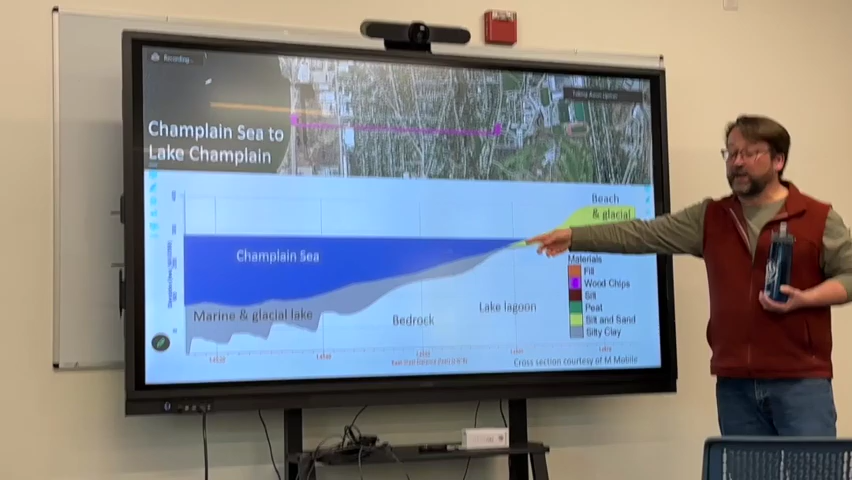 Recording...
Champlain Sea to
Lake Champlain
Beach
& glacial
Champlain Sea
Materials
Fill
Wood Chips
Silt
Peat
Silt and Sand
Silty Clay
Lake lagoon
Marine & glacial lake
Bedrock
Cross section courtesy of M Mobile